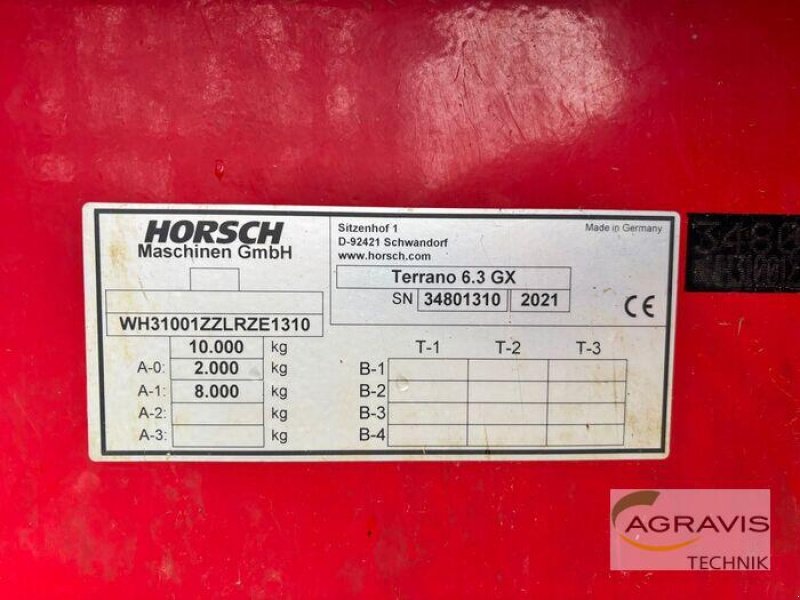 HORSCH
Maschinen GmbH
Sitzenhof 1
D-92421 Schwandorf
www.horsch.com
Made in Germany
Terrano 6.3 GX
SN 34801310 2021
CE
WH31001ZZLRZE1310
10.000 kg
A-0: 2.000 kg
A-1: 8.000 kg
A-2: kg
A-3: kg
T-1 T-2 T-3
B-1
B-2
B-3
B-4
3480
AGRAVIS
TECHNIK